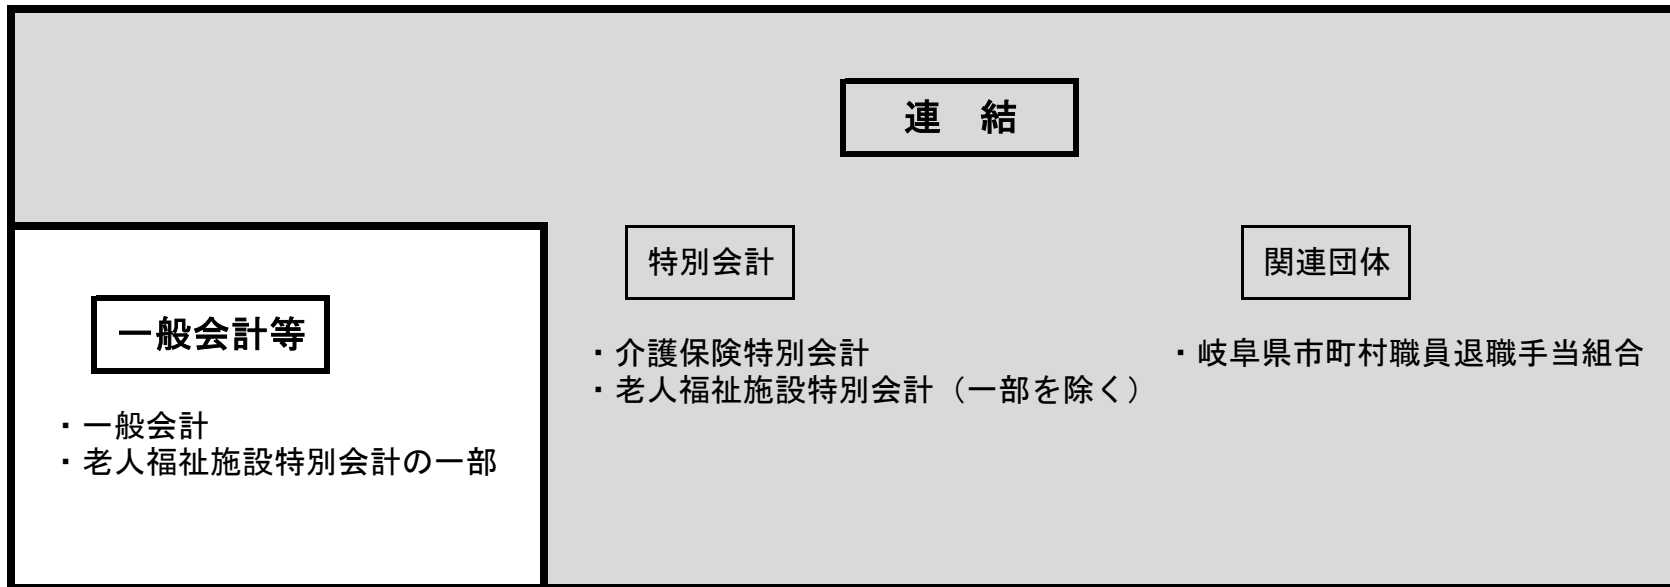 連　結
一般会計等
・一般会計
・老人福祉施設特別会計の一部
特別会計
・介護保険特別会計
・老人福祉施設特別会計（一部を除く）
関連団体
・岐阜県市町村職員退職手当組合